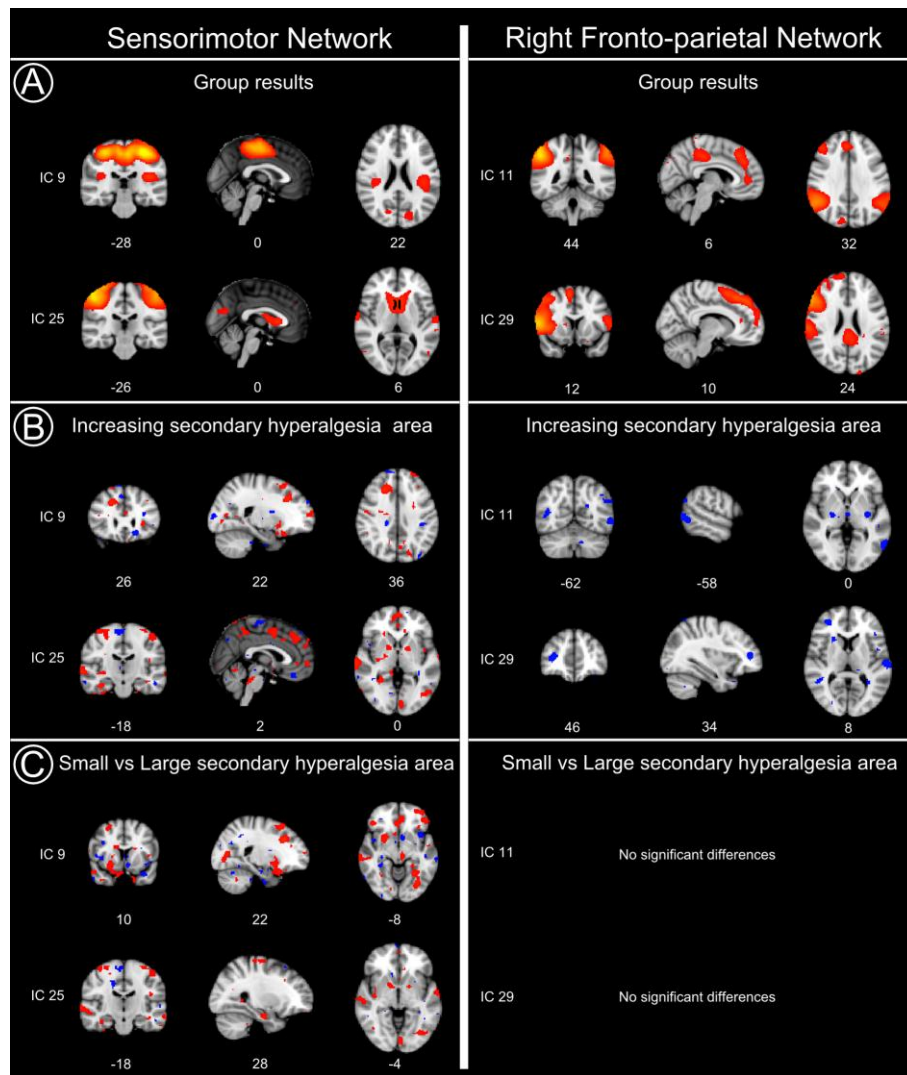 Sensorimotor Network
Right Fronto-parietal Network
A
Group results
IC 9
-28
0
22
IC 25
-26
0
6
Group results
IC 11
44
6
32
IC 29
12
10
24
B
Increasing secondary hyperalgesia area
IC 9
26
22
36
IC 25
-18
2
0
Increasing secondary hyperalgesia area
IC 11
-62
-58
0
IC 29
46
34
8
C
Small vs Large secondary hyperalgesia area
IC 9
10
22
-8
IC 25
-18
28
-4
Small vs Large secondary hyperalgesia area
IC 11
No significant differences
IC 29
No significant differences